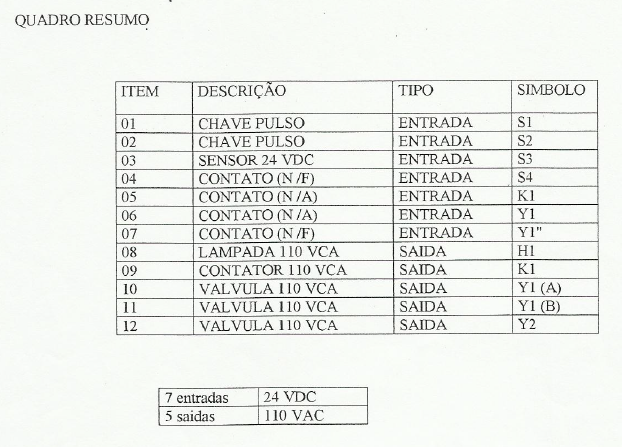 QUADRO RESUMO
ITEM DESCRIÇÃO TIPO SIMBOLO
01 CHAVE PULSO ENTRADA S1
02 CHAVE PULSO ENTRADA S2
03 SENSOR 24 VDC ENTRADA S3
04 CONTATO (N /F) ENTRADA S4
05 CONTATO (N /A) ENTRADA K1
06 CONTATO (N /A) ENTRADA Y1
07 CONTATO (N /F) ENTRADA Y1"
08 LAMPADA 110 VCA SAIDA H1
09 CONTATOR 110 VCA SAIDA K1
10 VALVULA 110 VCA SAIDA Y1 (A)
11 VALVULA 110 VCA SAIDA Y1 (B)
12 VALVULA 110 VCA SAIDA Y2
7 entradas 24 VDC
5 saidas 110 VAC